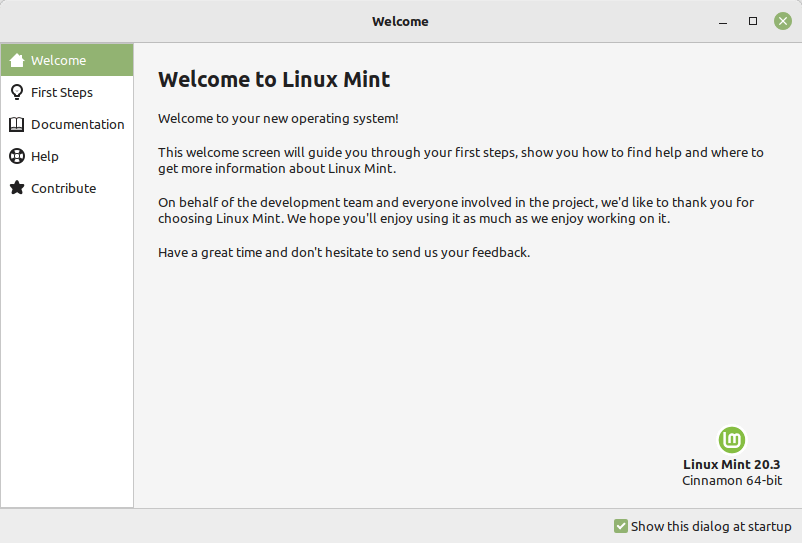 Welcome
Welcome
First Steps
Documentation
Help
Contribute
Welcome to Linux Mint
Welcome to your new operating system!
This welcome screen will guide you through your first steps, show you how to find help and where to
get more information about Linux Mint.
On behalf of the development team and everyone involved in the project, we'd like to thank you for
choosing Linux Mint. We hope you'll enjoy using it as much as we enjoy working on it.
Have a great time and don't hesitate to send us your feedback.
Linux Mint 20.3
Cinnamon 64-bit
Show this dialog at startup